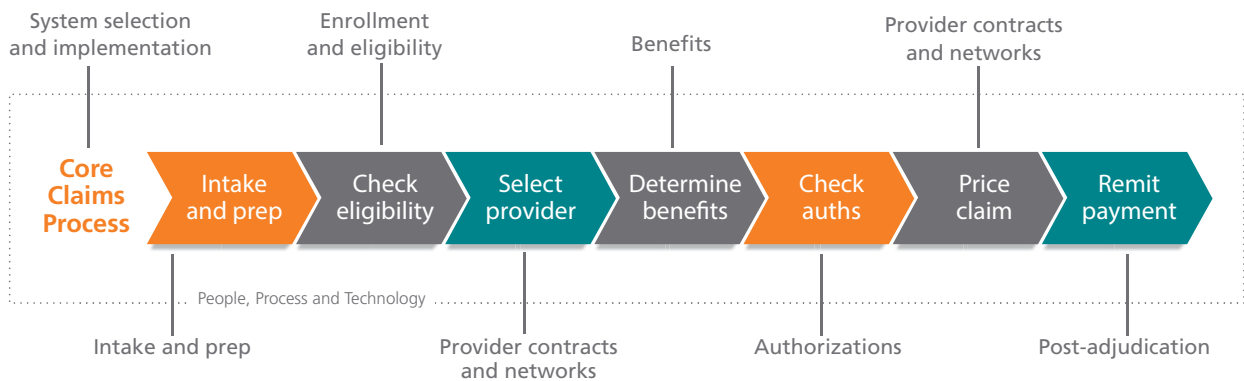 System selection
and implementation
Enrollment
and eligibility
Benefits
Provider contracts
and networks
Core
Claims
Process
Intake
and prep
Check
eligibility
Select
provider
Determine
benefits
Check
auths
Price
claim
Remit
payment
People, Process and Technology
Intake and prep
Provider contracts
and networks
Authorizations
Post-adjudication